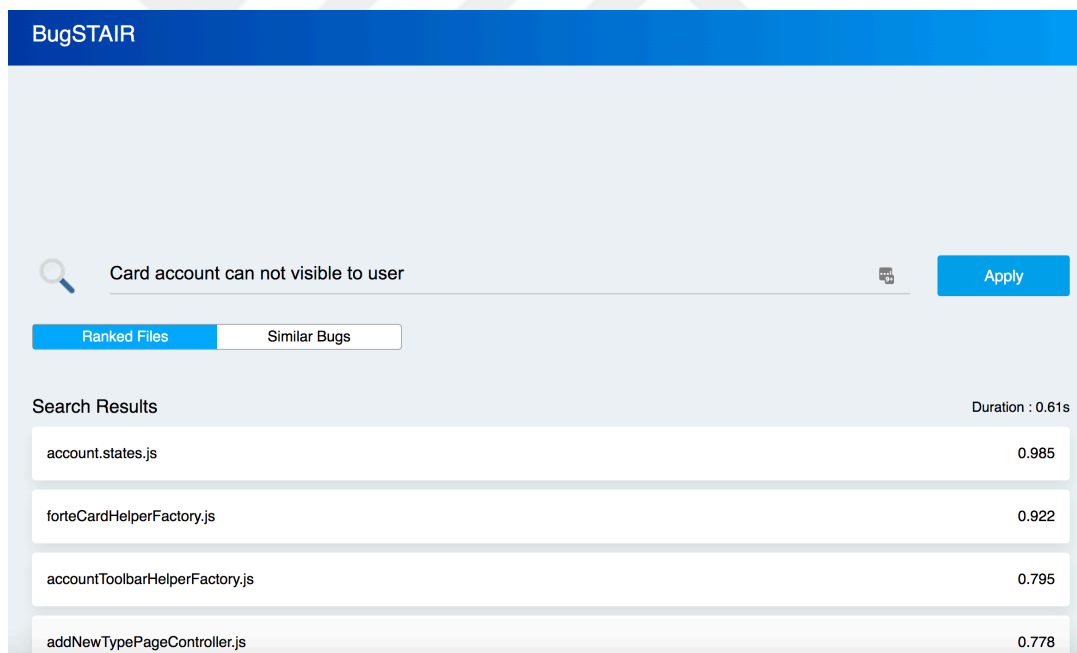 BugSTAIR
Card account can not visible to user
Apply
Ranked Files
Similar Bugs
Search Results
Duration : 0.61s
account.states.js
0.985
forteCardHelperFactory.js
0.922
accountToolbarHelperFactory.js
0.795
addNewTypePageController.js
0.778